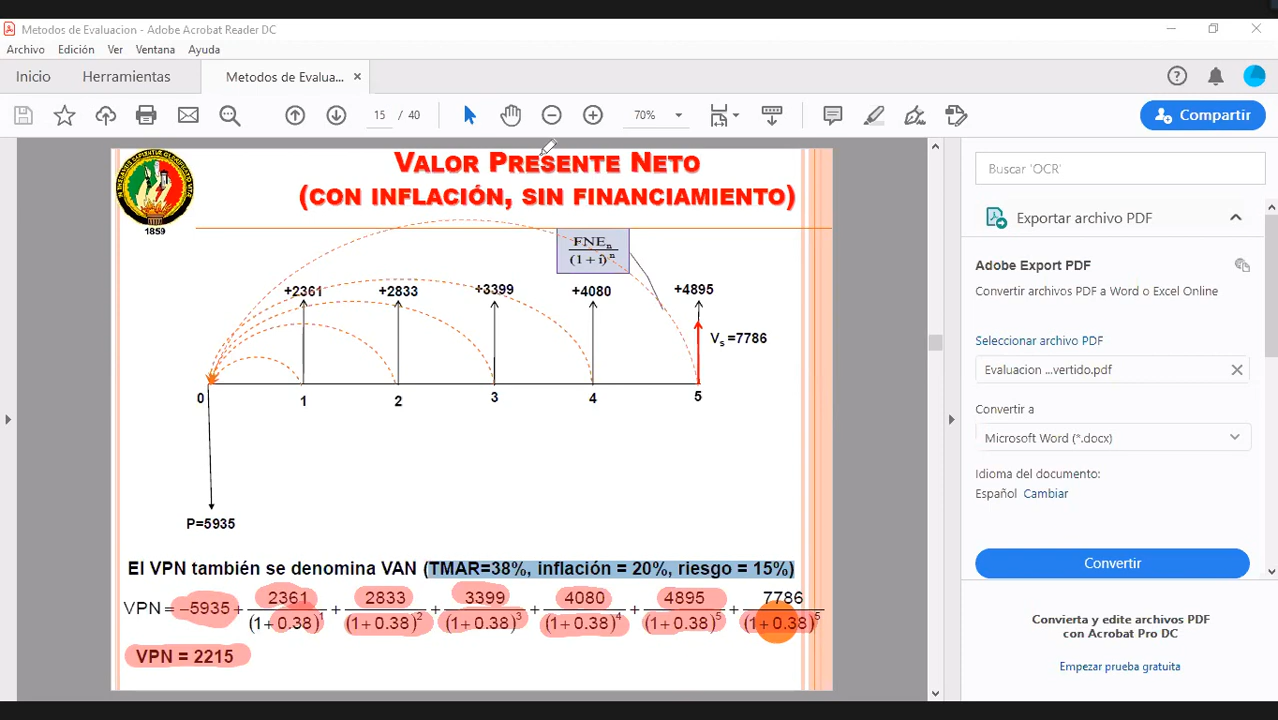 Metodos de Evaluacion - Adobe Acrobat Reader DC
Archivo Edición Ver Ventana Ayuda
Inicio Herramientas Metodos de Evalua... ×
15 / 40 70% Compartir
VALOR PRESENTE NETO
(CON INFLACIÓN, SIN FINANCIAMIENTO)
1859
FNEn
(1 + i)^n
+2361 +2833 +3399 +4080 +4895
Vs =7786
0 1 2 3 4 5
P=5935
El VPN también se denomina VAN (TMAR=38%, inflación = 20%, riesgo = 15%)
VPN = −5935 + 2361/(1+0.38)^1 + 2833/(1+0.38)^2 + 3399/(1+0.38)^3 + 4080/(1+0.38)^4 + 4895/(1+0.38)^5 + 7786/(1+0.38)^5
VPN = 2215
Buscar 'OCR'
Exportar archivo PDF
Adobe Export PDF
Convertir archivos PDF a Word o Excel Online
Seleccionar archivo PDF
Evaluacion ...vertido.pdf
Convertir a
Microsoft Word (*.docx)
Idioma del documento:
Español Cambiar
Convertir
Convierta y edite archivos PDF
con Acrobat Pro DC
Empezar prueba gratuita